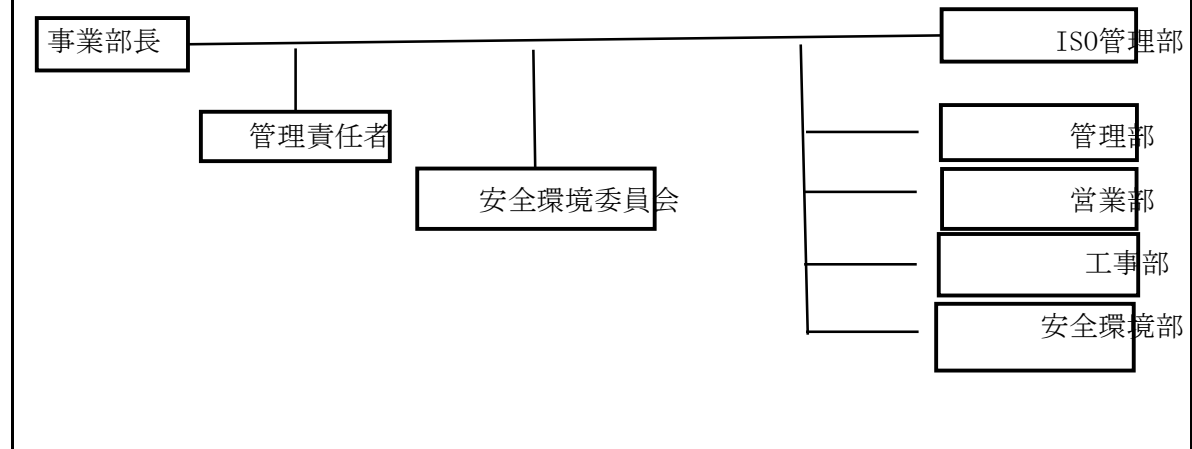 事業部長
ISO管理部
管理責任者
管理部
安全環境委員会
営業部
工事部
安全環境部